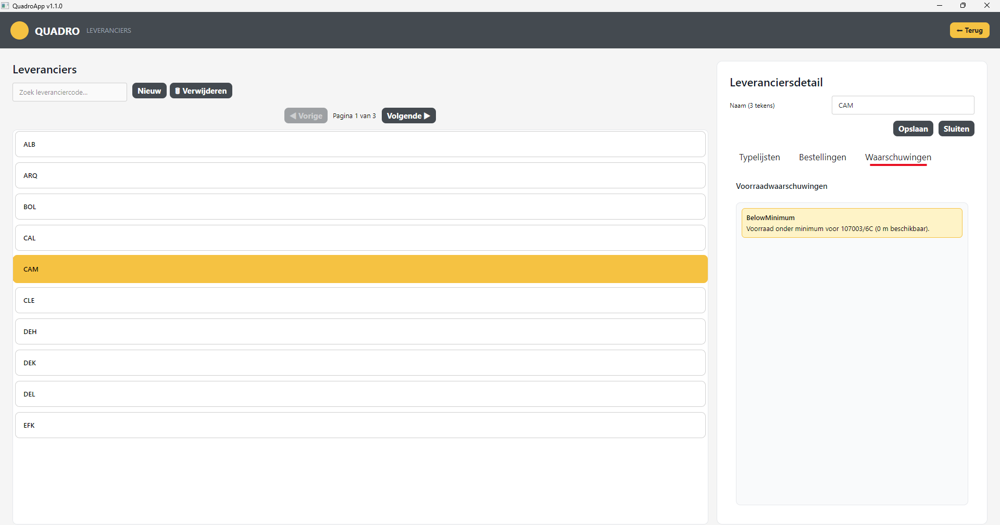 QuadroApp v1.1.0
QUADRO LEVERANCIERS
Terug
Leveranciers
Zoek leveranciercode...
Nieuw
Verwijderen
Vorige
Pagina 1 van 3
Volgende
ALB
ARQ
BOL
CAL
CAM
CLE
DEH
DEK
DEL
EFK
Leveranciersdetail
Naam (3 tekens)
CAM
Opslaan
Sluiten
Typelijsten
Bestellingen
Waarschuwingen
Voorraadwaarschuwingen
BelowMinimum
Voorraad onder minimum voor 107003/6C (0 m beschikbaar).